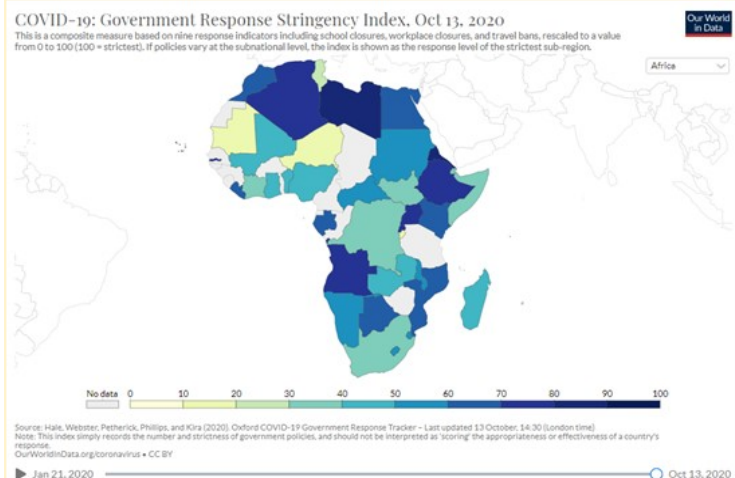 COVID-19: Government Response Stringency Index, Oct 13, 2020
Our World
in Data
This is a composite measure based on nine response indicators including school closures, workplace closures, and travel bans, rescaled to a value
from 0 to 100 (100 = strictest). If policies vary at the subnational level, the index is shown as the response level of the strictest sub-region.
Africa
No data 0 10 20 30 40 50 60 70 80 90 100
Source: Hale, Webster, Petherick, Phillips, and Kira (2020). Oxford COVID-19 Government Response Tracker – Last updated 13 October, 14:30 (London time)
Note: This index simply records the number and strictness of government policies, and should not be interpreted as 'scoring' the appropriateness or effectiveness of a country's
response.
OurWorldInData.org/coronavirus • CC BY
Jan 21, 2020 Oct 13, 2020